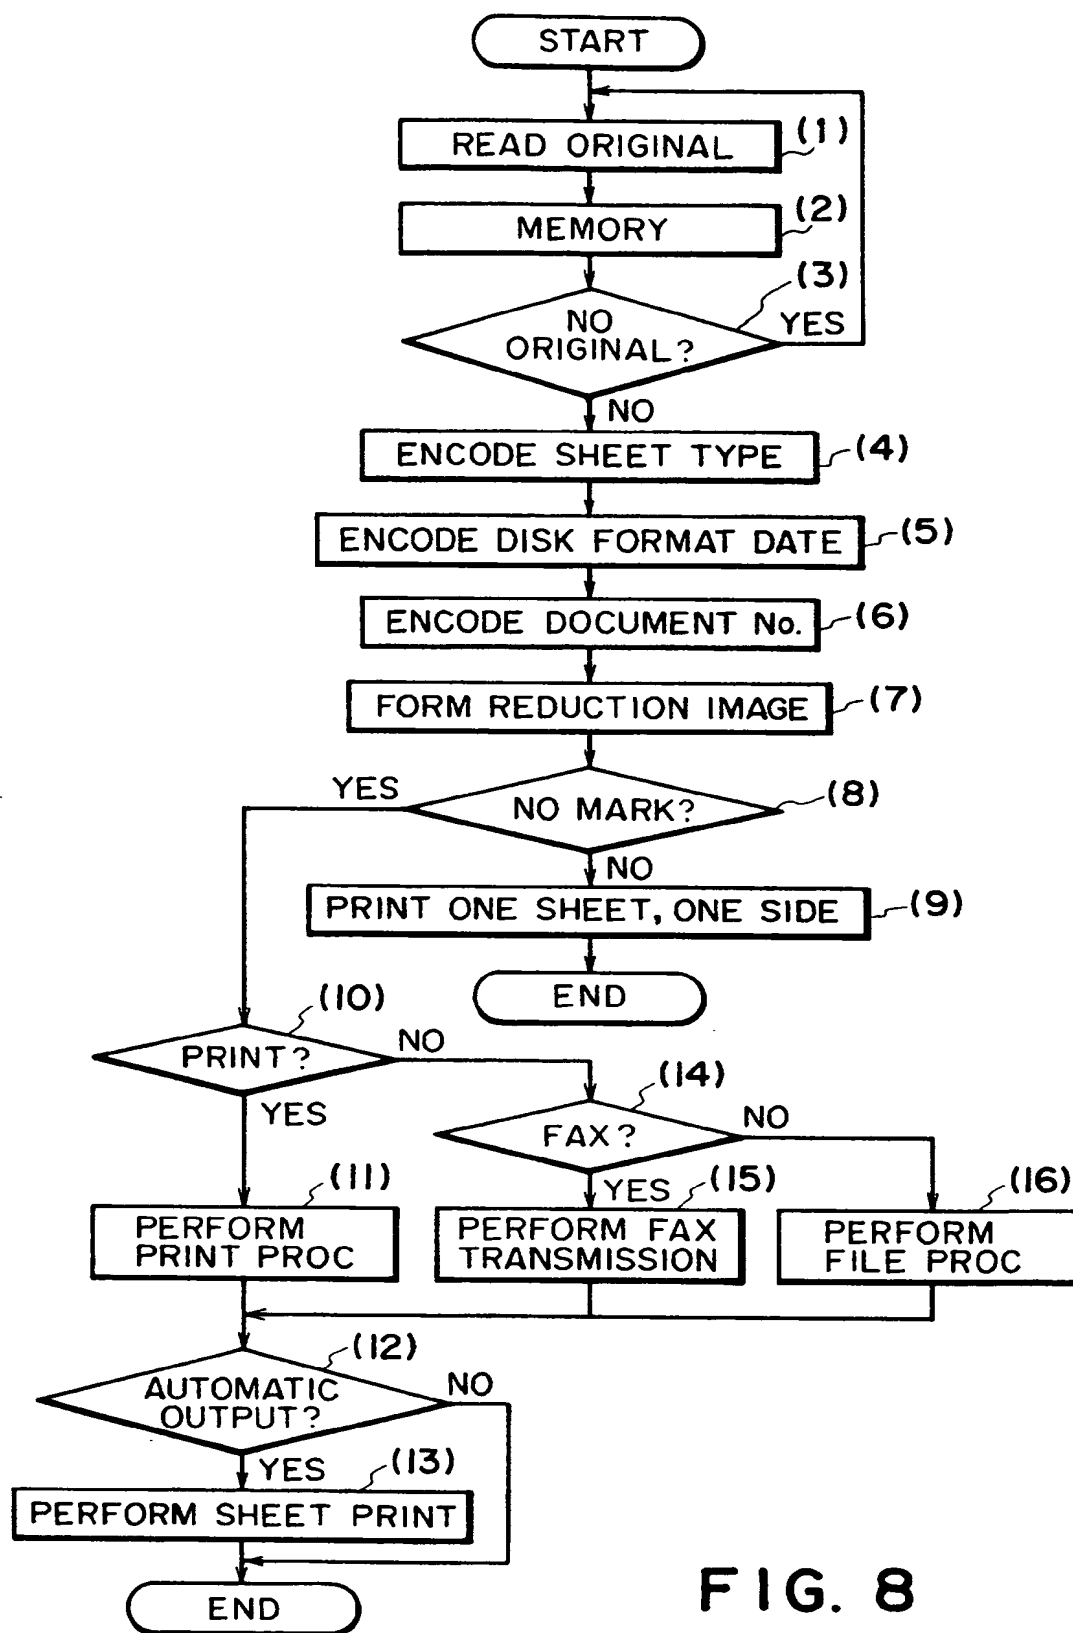 START
READ ORIGINAL
(1)
MEMORY
(2)
NO
ORIGINAL?
(3)
YES
NO
ENCODE SHEET TYPE
(4)
ENCODE DISK FORMAT DATE
(5)
ENCODE DOCUMENT No.
(6)
FORM REDUCTION IMAGE
(7)
YES
NO MARK?
(8)
NO
PRINT ONE SHEET, ONE SIDE
(9)
END
(10)
PRINT?
NO
YES
(14)
FAX?
NO
YES
(11)
PERFORM
PRINT PROC
(15)
PERFORM FAX
TRANSMISSION
(16)
PERFORM
FILE PROC
(12)
AUTOMATIC
OUTPUT?
NO
YES
(13)
PERFORM SHEET PRINT
END
FIG. 8